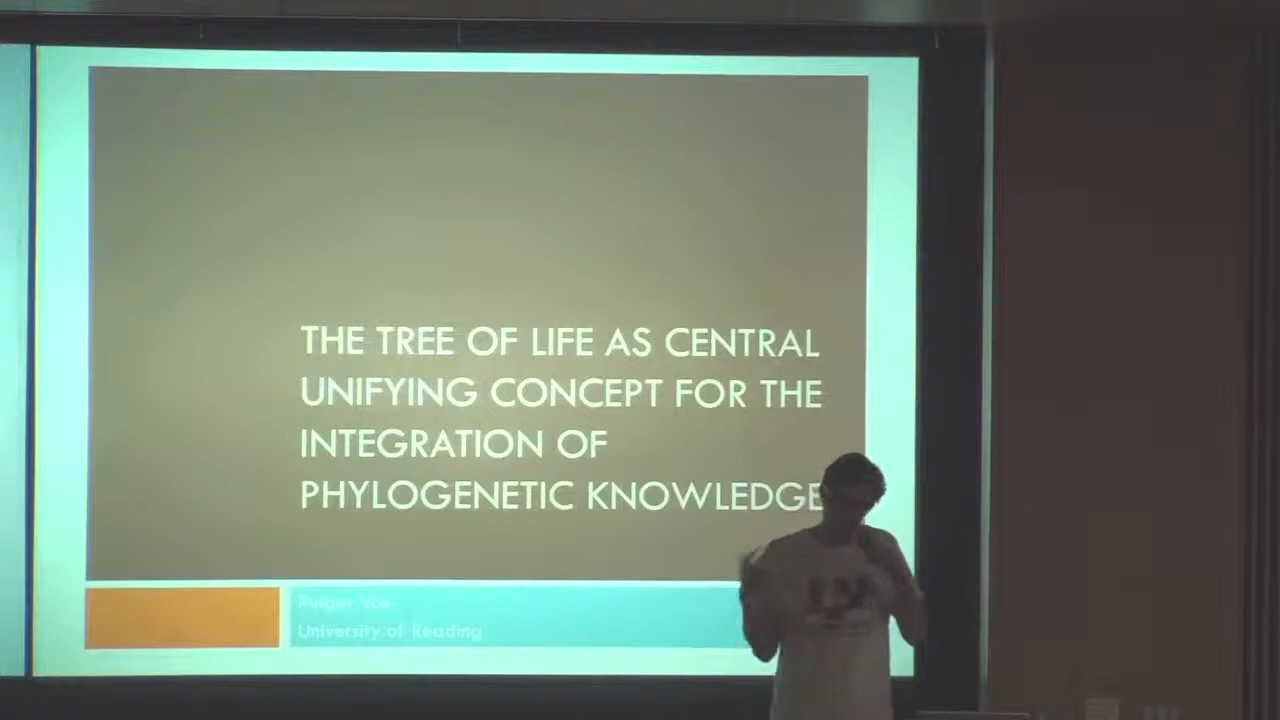 THE TREE OF LIFE AS CENTRAL
UNIFYING CONCEPT FOR THE
INTEGRATION OF
PHYLOGENETIC KNOWLEDGE
Rutger Vos
University of Reading